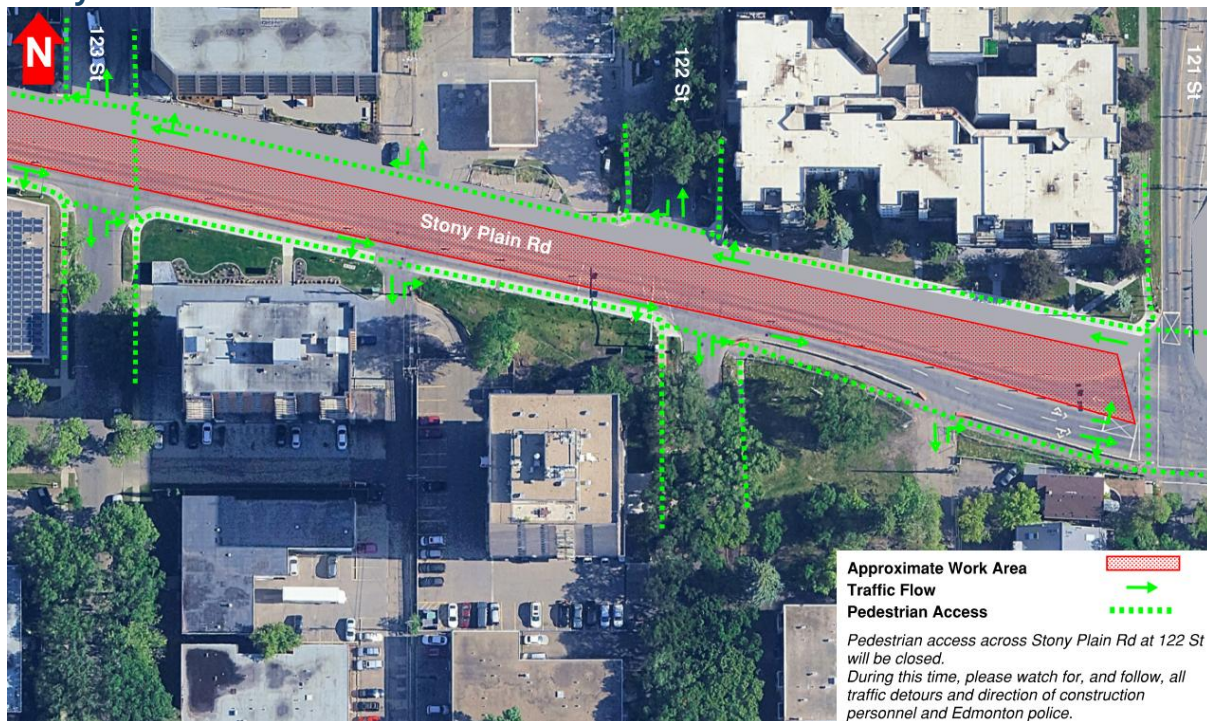 N
123 St
122 St
121 St
Stony Plain Rd
Approximate Work Area
Traffic Flow
Pedestrian Access
Pedestrian access across Stony Plain Rd at 122 St
will be closed.
During this time, please watch for, and follow, all
traffic detours and direction of construction
personnel and Edmonton police.